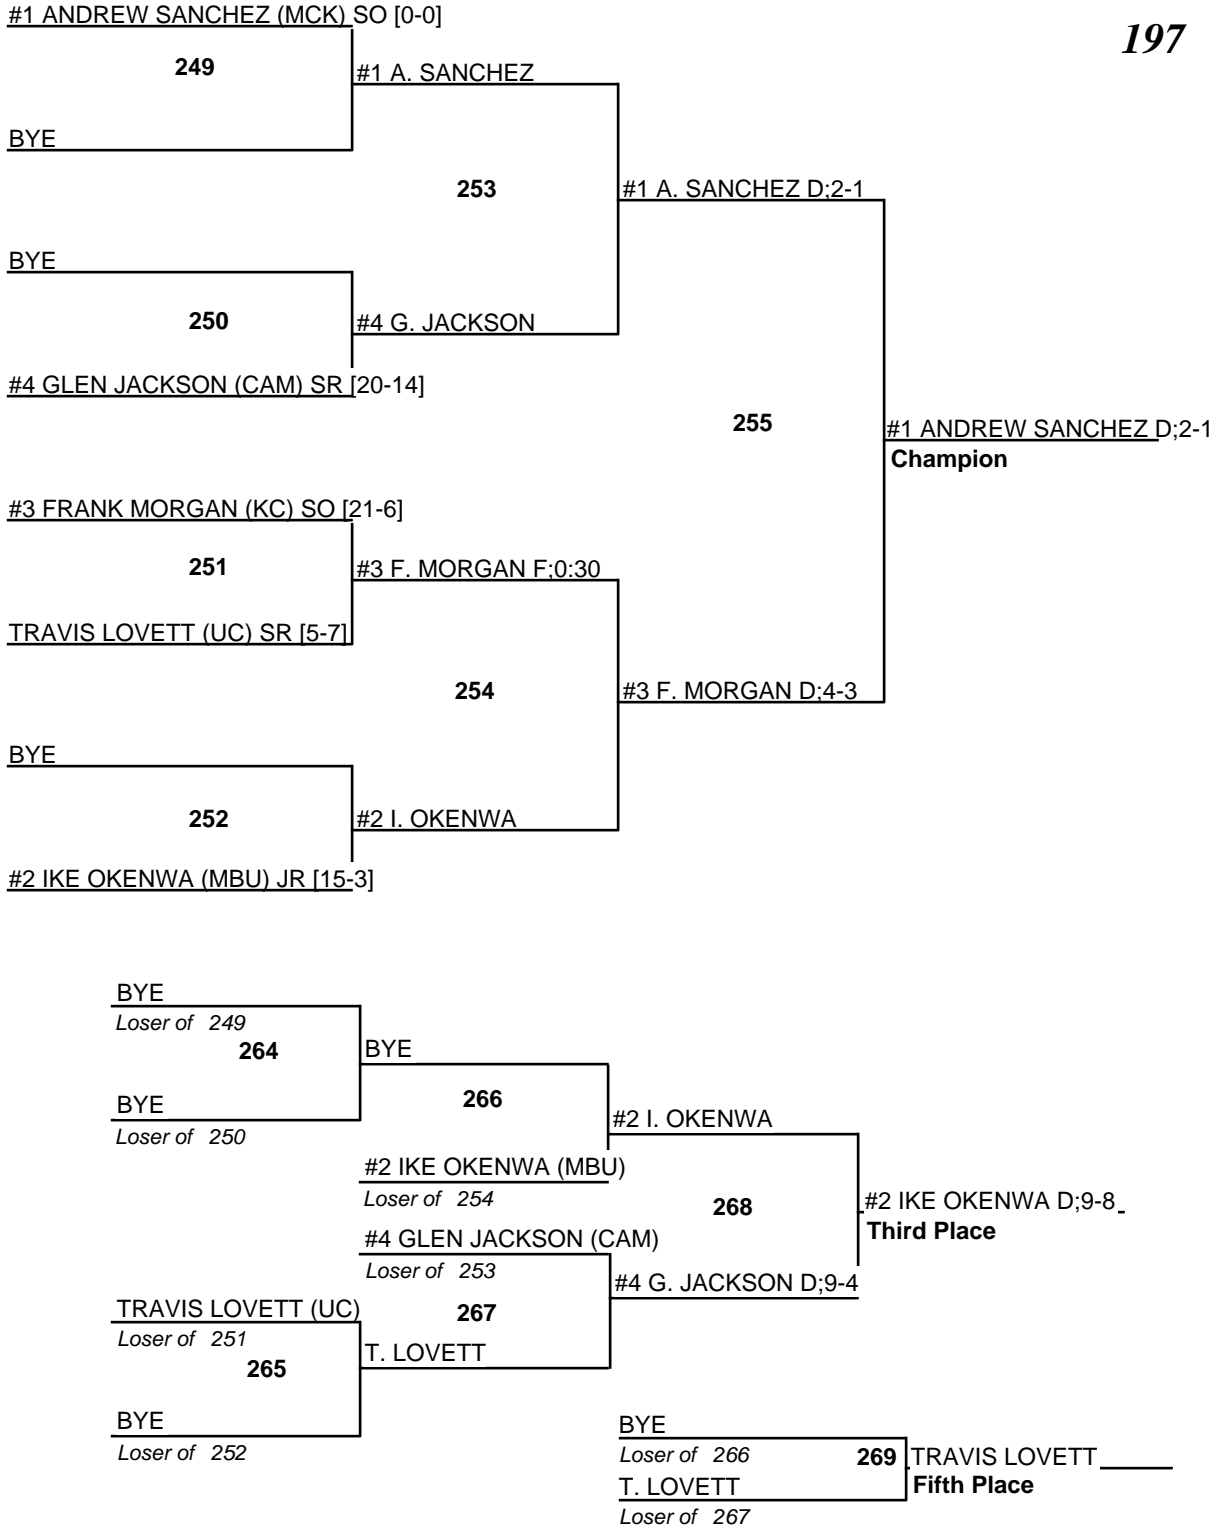 #1 ANDREW SANCHEZ (MCK) SO [0-0]
197
249
#1 A. SANCHEZ
BYE
253
#1 A. SANCHEZ D;2-1
BYE
250
#4 G. JACKSON
#4 GLEN JACKSON (CAM) SR [20-14]
255
#1 ANDREW SANCHEZ D;2-1
Champion
#3 FRANK MORGAN (KC) SO [21-6]
251
#3 F. MORGAN F;0:30
TRAVIS LOVETT (UC) SR [5-7]
254
#3 F. MORGAN D;4-3
BYE
252
#2 I. OKENWA
#2 IKE OKENWA (MBU) JR [15-3]
BYE
Loser of 249
264
BYE
BYE
Loser of 250
266
#2 I. OKENWA
#2 IKE OKENWA (MBU)
Loser of 254
268
#2 IKE OKENWA D;9-8
Third Place
#4 GLEN JACKSON (CAM)
Loser of 253
#4 G. JACKSON D;9-4
TRAVIS LOVETT (UC)
Loser of 251
267
265
T. LOVETT
BYE
Loser of 252
BYE
Loser of 266
269
TRAVIS LOVETT
Fifth Place
T. LOVETT
Loser of 267